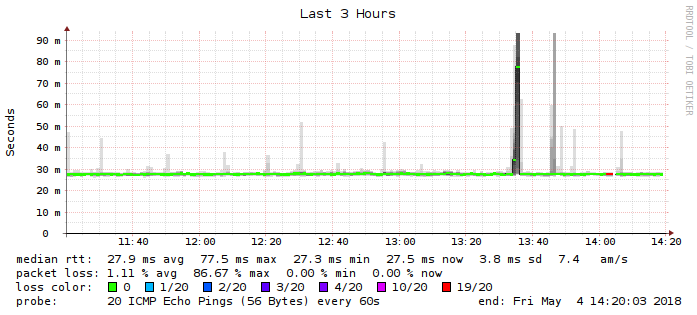 Last 3 Hours
RRDTOOL / TOBI OETIKER
Seconds
90 m
80 m
70 m
60 m
50 m
40 m
30 m
20 m
10 m
0
11:40 12:00 12:20 12:40 13:00 13:20 13:40 14:00 14:20
median rtt: 27.9 ms avg 77.5 ms max 27.3 ms min 27.5 ms now 3.8 ms sd 7.4 am/s
packet loss: 1.11 % avg 86.67 % max 0.00 % min 0.00 % now
loss color: 0 1/20 2/20 3/20 4/20 10/20 19/20
probe: 20 ICMP Echo Pings (56 Bytes) every 60s end: Fri May 4 14:20:03 2018